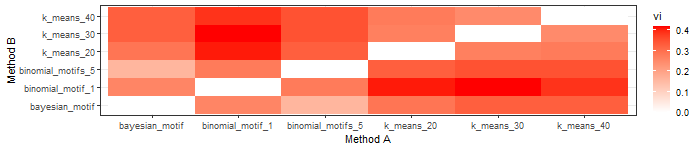 k_means_40
k_means_30
k_means_20
binomial_motifs_5
binomial_motif_1
bayesian_motif
Method B
bayesian_motif binomial_motif_1 binomial_motifs_5 k_means_20 k_means_30 k_means_40
Method A
vi
0.4
0.3
0.2
0.1
0.0